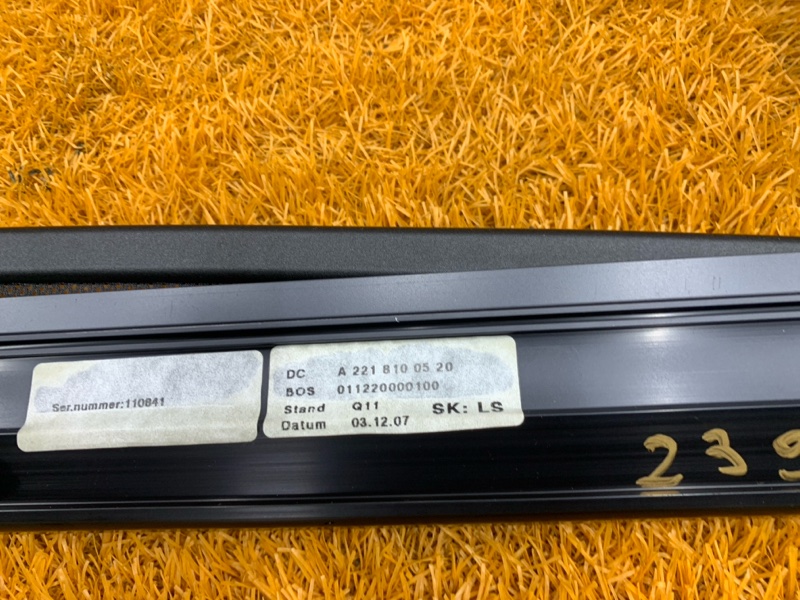 Ser.nummer:110841
DC A 221 810 05 20
BOS 011220000100
Stand Q11 SK: LS
Datum 03.12.07
239